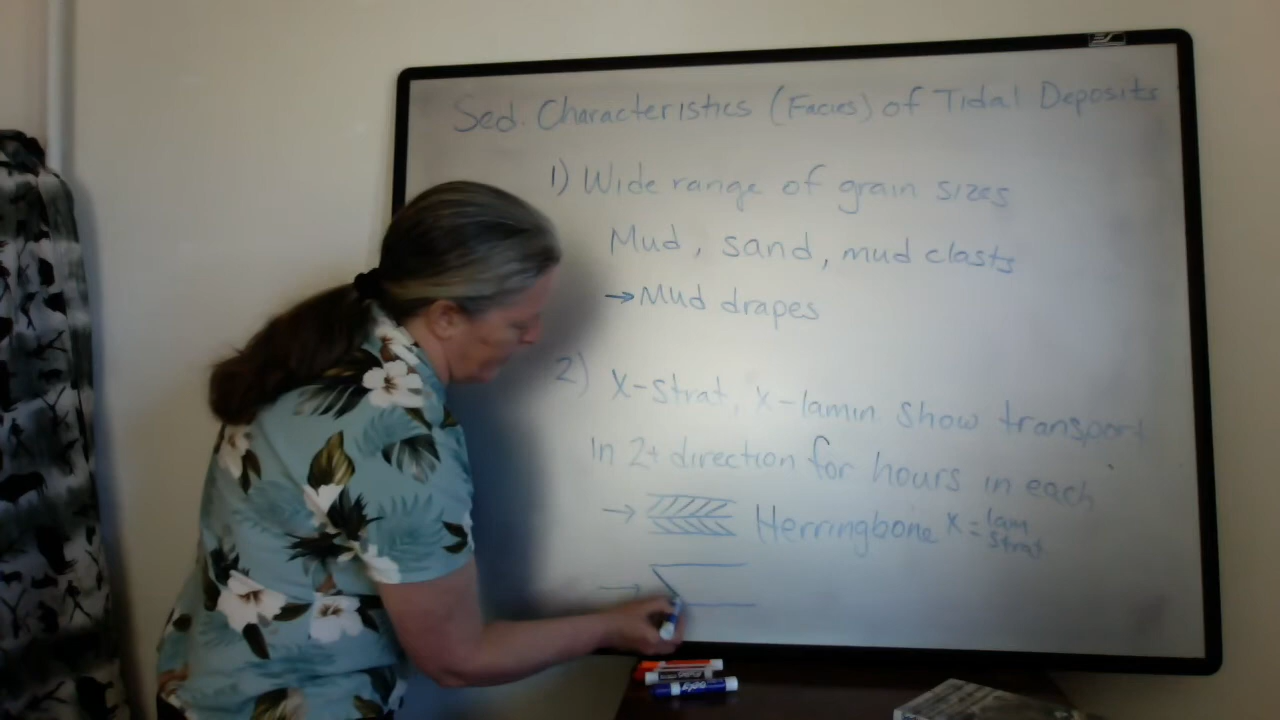 Sed. Characteristics (Facies) of Tidal Deposits
1) Wide range of grain sizes
Mud, sand, mud clasts
→ Mud drapes
2) X-strat, x-lamin. show transport
in 2+ direction for hours in each
→ Herringbone x = lam
strat
→